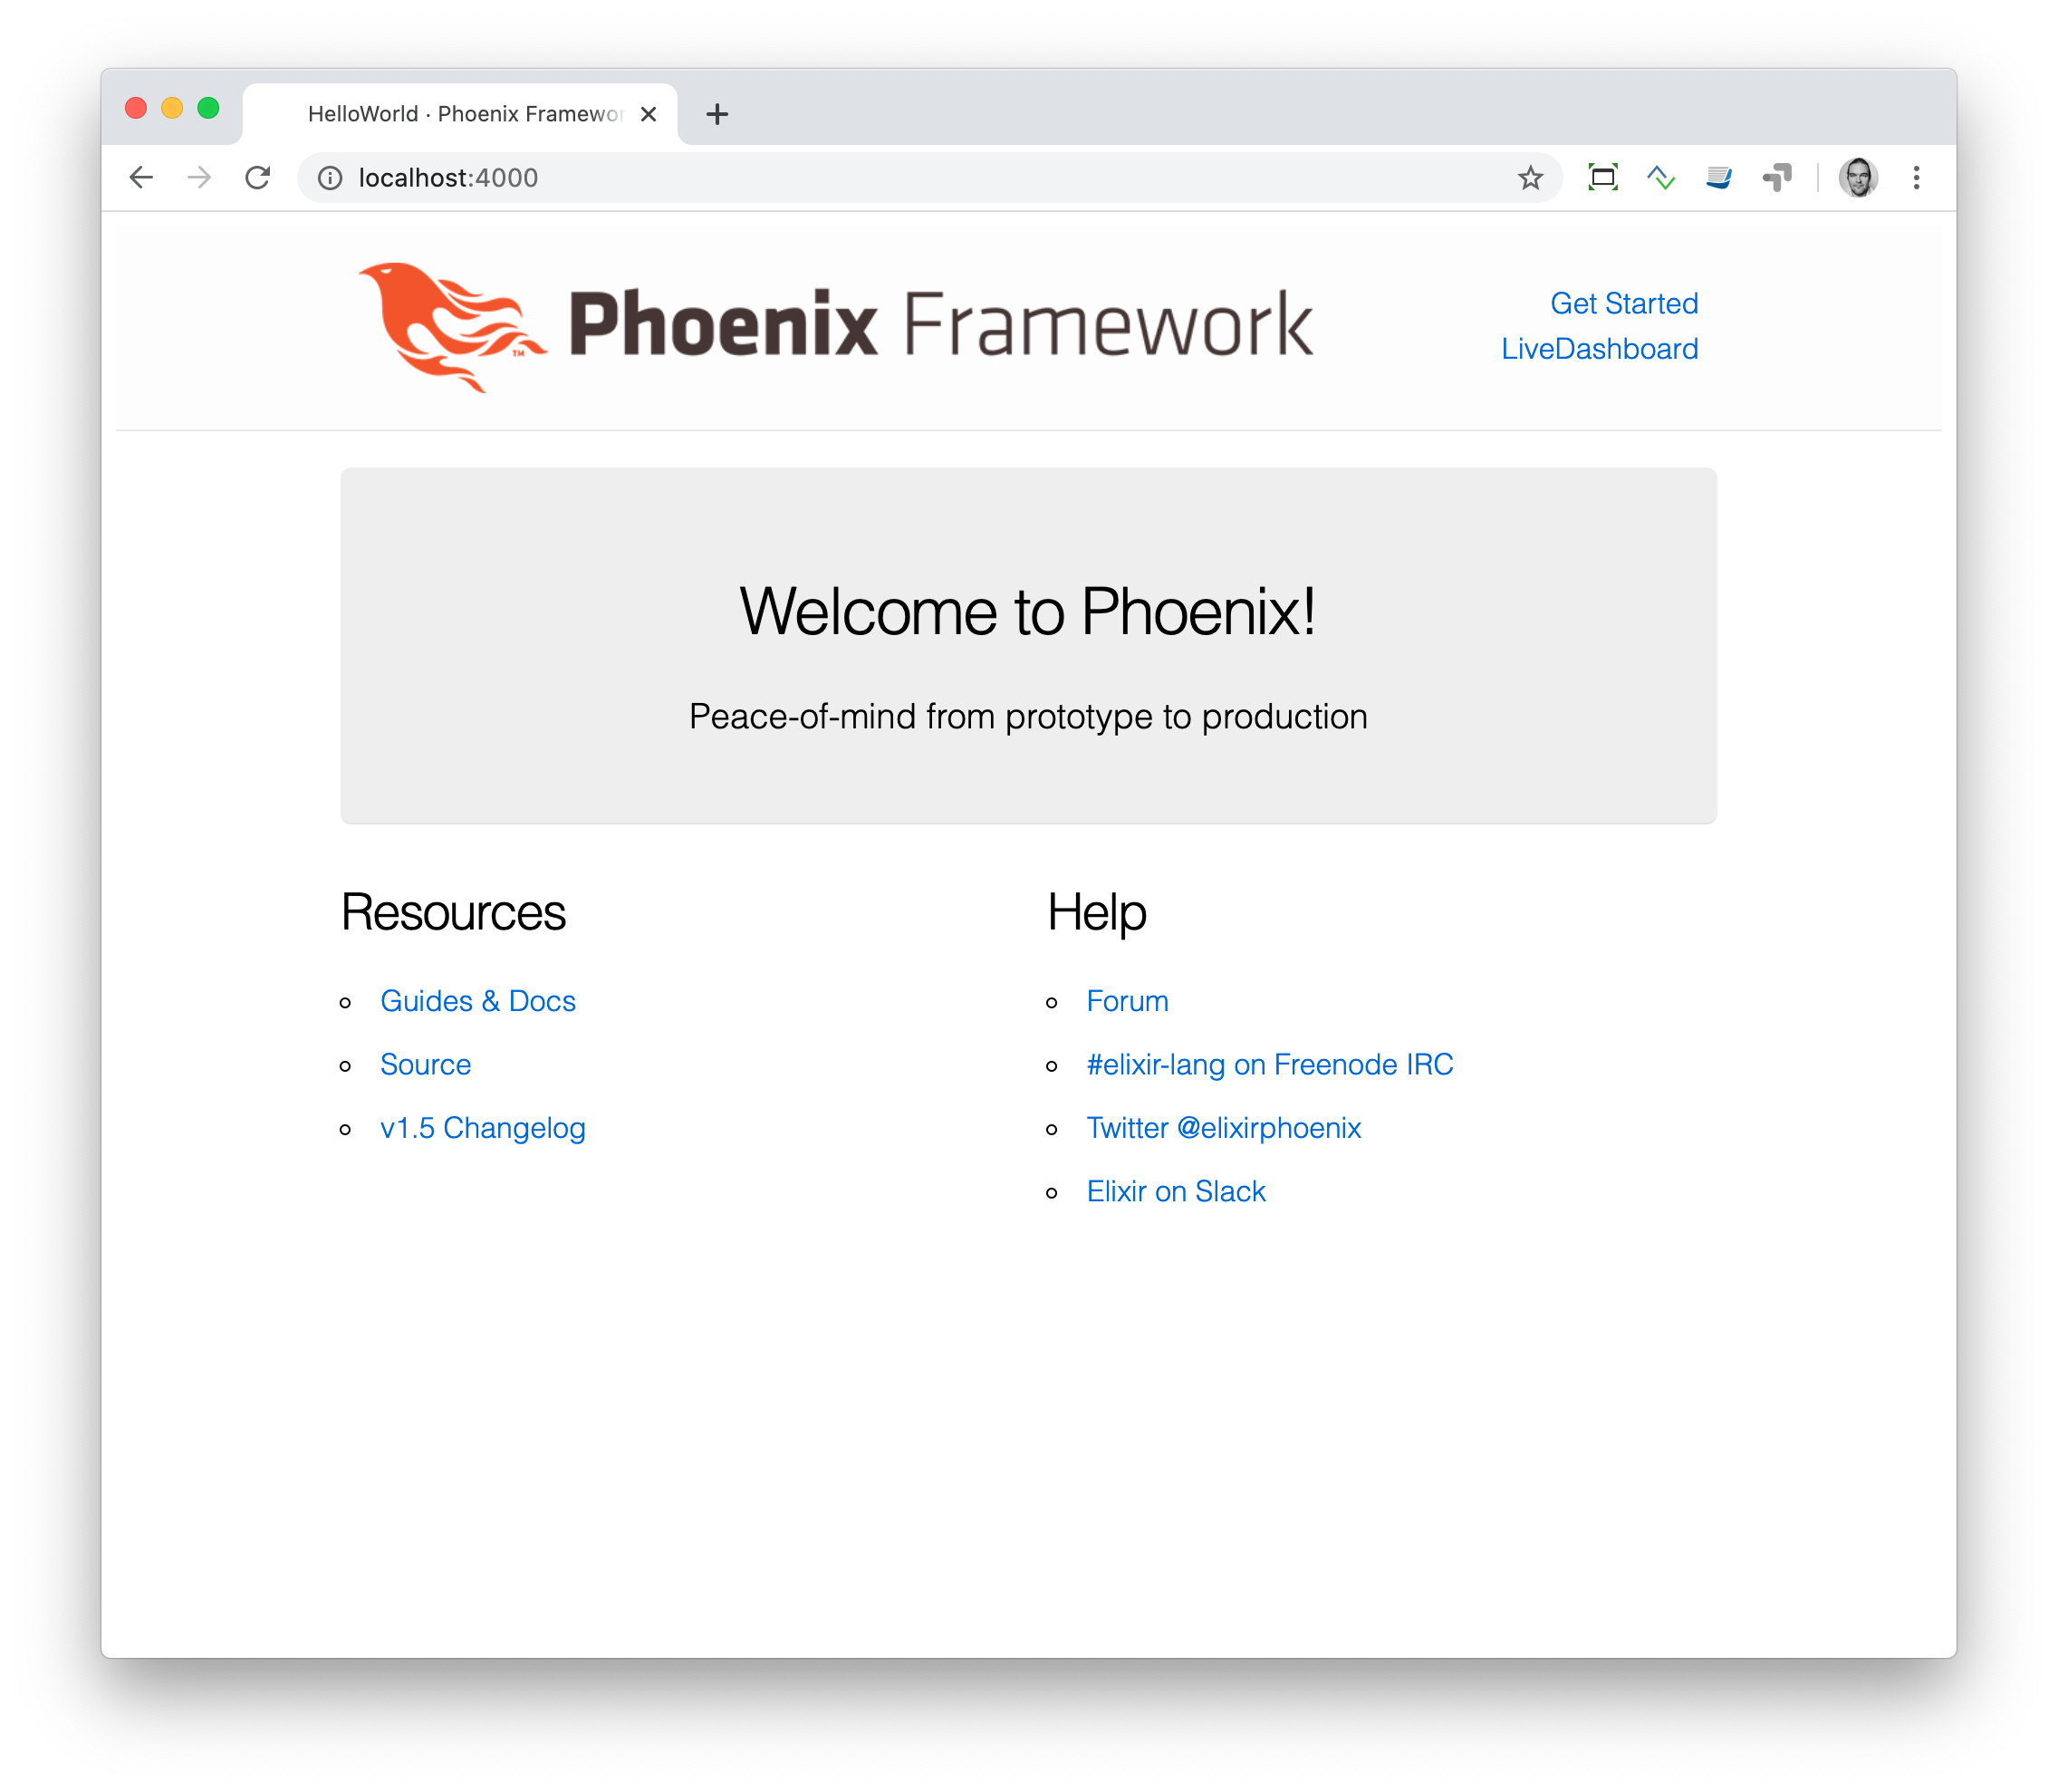 HelloWorld · Phoenix Framewor
localhost:4000
Phoenix Framework
TM
Get Started
LiveDashboard
Welcome to Phoenix!
Peace-of-mind from prototype to production
Resources
Guides & Docs
Source
v1.5 Changelog
Help
Forum
#elixir-lang on Freenode IRC
Twitter @elixirphoenix
Elixir on Slack